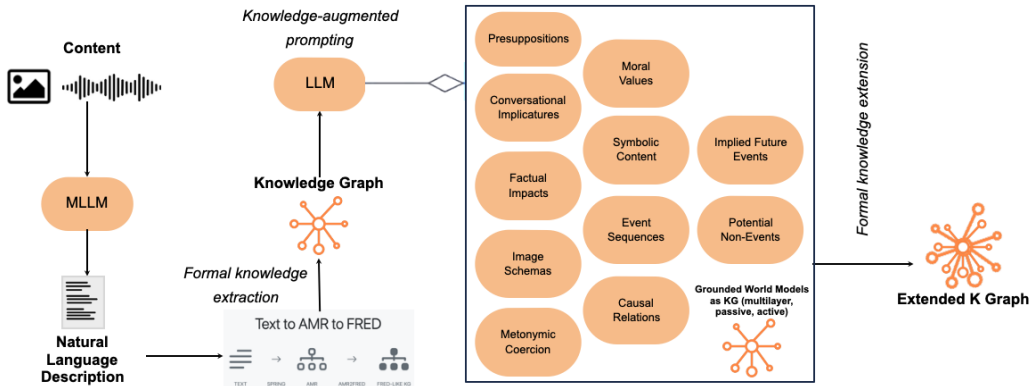 Content
MLLM
Natural
Language
Description
Formal knowledge
extraction
Text to AMR to FRED
TEXT
SPRING
AMR
AMR2FRED
FRED-LIKE KG
Knowledge Graph
LLM
Knowledge-augmented
prompting
Presuppositions
Conversational
Implicatures
Factual
Impacts
Image
Schemas
Metonymic
Coercion
Moral
Values
Symbolic
Content
Event
Sequences
Causal
Relations
Implied Future
Events
Potential
Non-Events
Grounded World Models
as KG (multilayer,
passive, active)
Formal knowledge extension
Extended K Graph